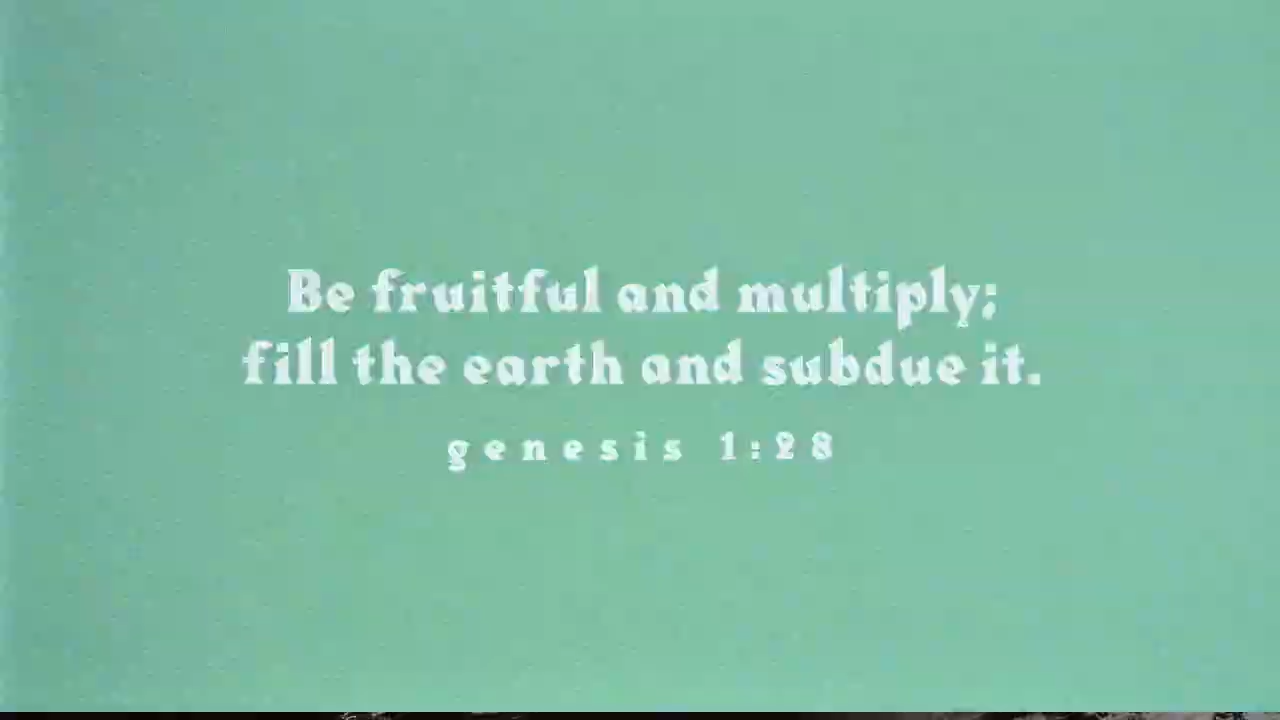 Be fruitful and multiply;
fill the earth and subdue it.
genesis 1:28